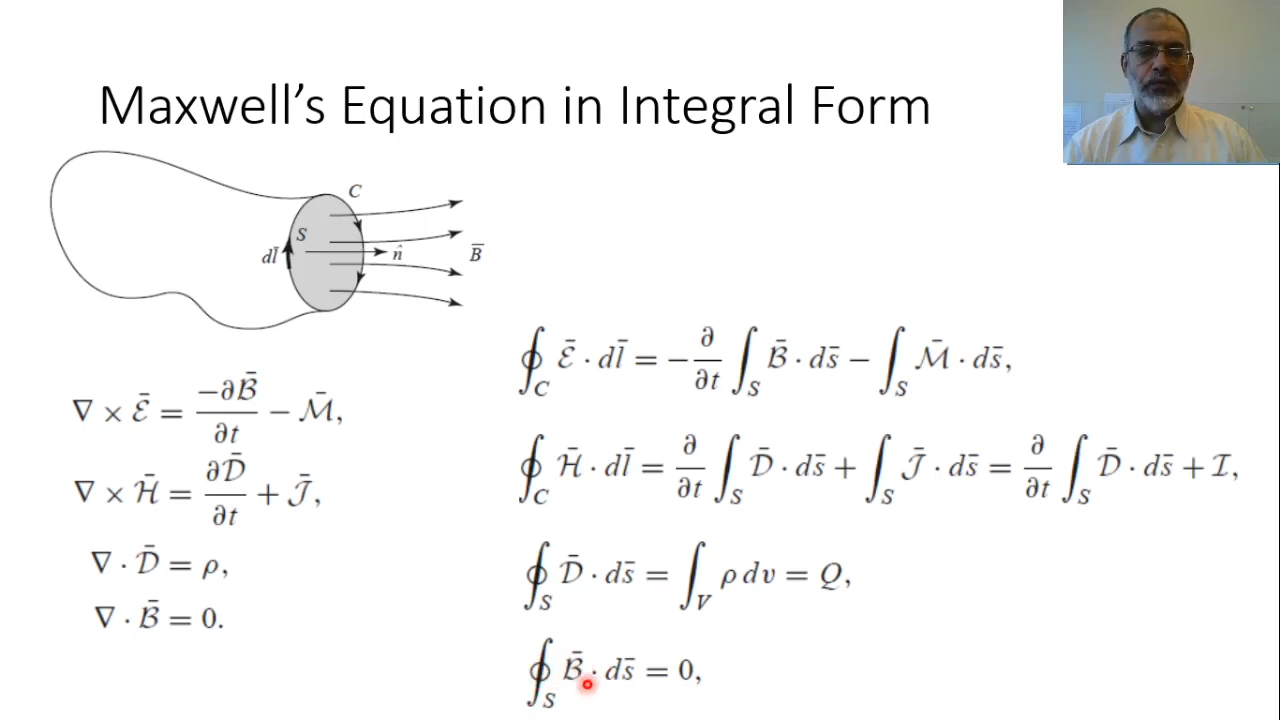 Maxwell's Equation in Integral Form
C
S
dl̄
n̂
B̄
∇ × ℰ̄ = −∂ℬ̄/∂t − ℳ̄,
∇ × ℋ̄ = ∂𝒟̄/∂t + 𝒥̄,
∇ · 𝒟̄ = ρ,
∇ · ℬ̄ = 0.
∮_C ℰ̄ · dl̄ = −∂/∂t ∫_S ℬ̄ · ds̄ − ∫_S ℳ̄ · ds̄,
∮_C ℋ̄ · dl̄ = ∂/∂t ∫_S 𝒟̄ · ds̄ + ∫_S 𝒥̄ · ds̄ = ∂/∂t ∫_S 𝒟̄ · ds̄ + ℐ,
∮_S 𝒟̄ · ds̄ = ∫_V ρ dv = Q,
∮_S ℬ̄ · ds̄ = 0,